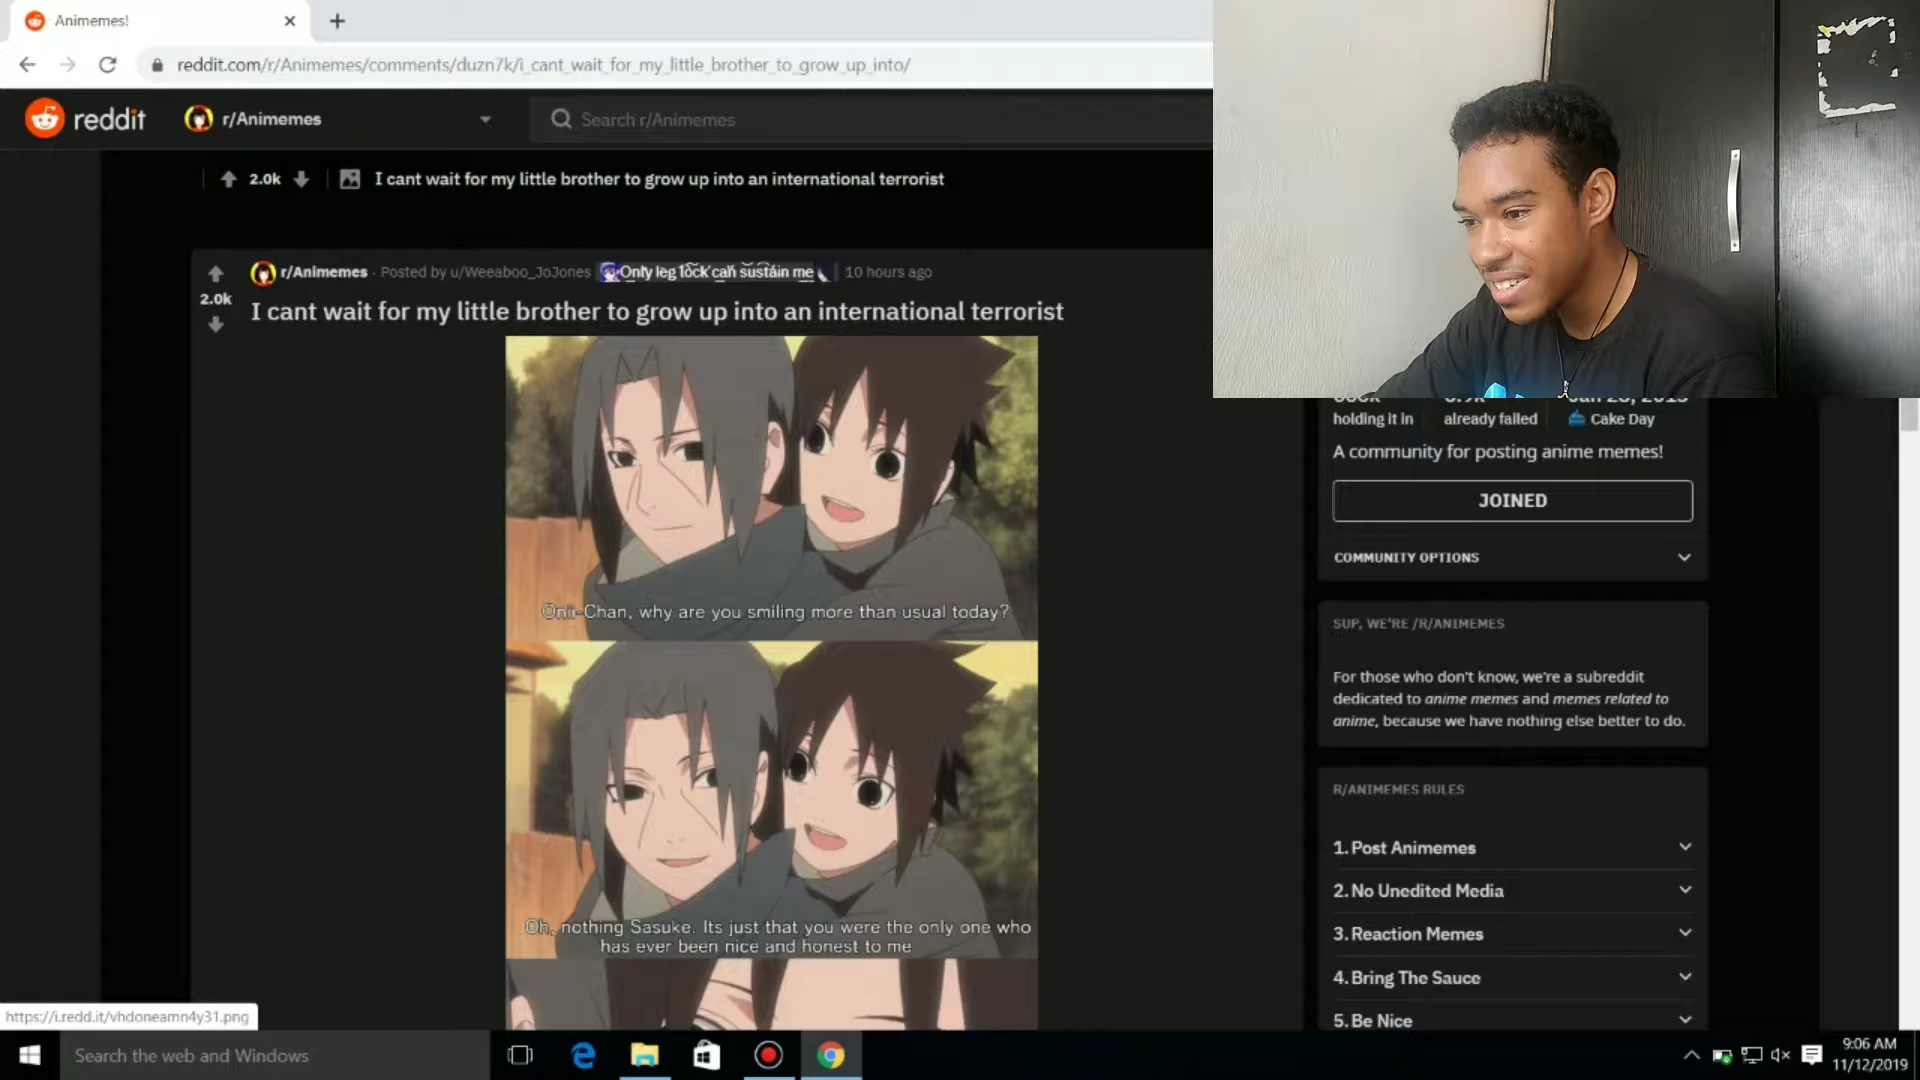 Animemes!
reddit.com/r/Animemes/comments/duzn7k/i_cant_wait_for_my_little_brother_to_grow_up_into/
reddit
r/Animemes
Search r/Animemes
2.0k
I cant wait for my little brother to grow up into an international terrorist
r/Animemes · Posted by u/Weeaboo_JoJones Only leg lock can sustain me 10 hours ago
2.0k
I cant wait for my little brother to grow up into an international terrorist
Onii-Chan, why are you smiling more than usual today?
Oh, nothing Sasuke. Its just that you were the only one who
has ever been nice and honest to me
holding it in
already failed
Cake Day
A community for posting anime memes!
JOINED
COMMUNITY OPTIONS
SUP, WE'RE /R/ANIMEMES
For those who don't know, we're a subreddit
dedicated to anime memes and memes related to
anime, because we have nothing else better to do.
R/ANIMEMES RULES
1. Post Animemes
2. No Unedited Media
3. Reaction Memes
4. Bring The Sauce
5. Be Nice
https://i.redd.it/vhdoneamn4y31.png
Search the web and Windows
9:06 AM
11/12/2019